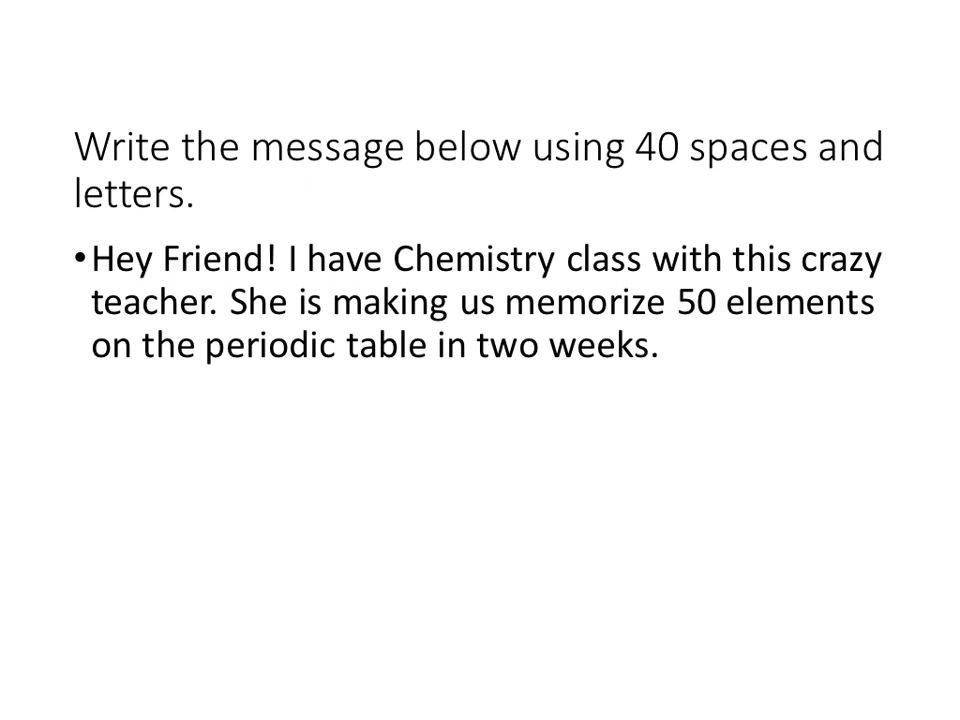 Write the message below using 40 spaces and
letters.
• Hey Friend! I have Chemistry class with this crazy
teacher. She is making us memorize 50 elements
on the periodic table in two weeks.